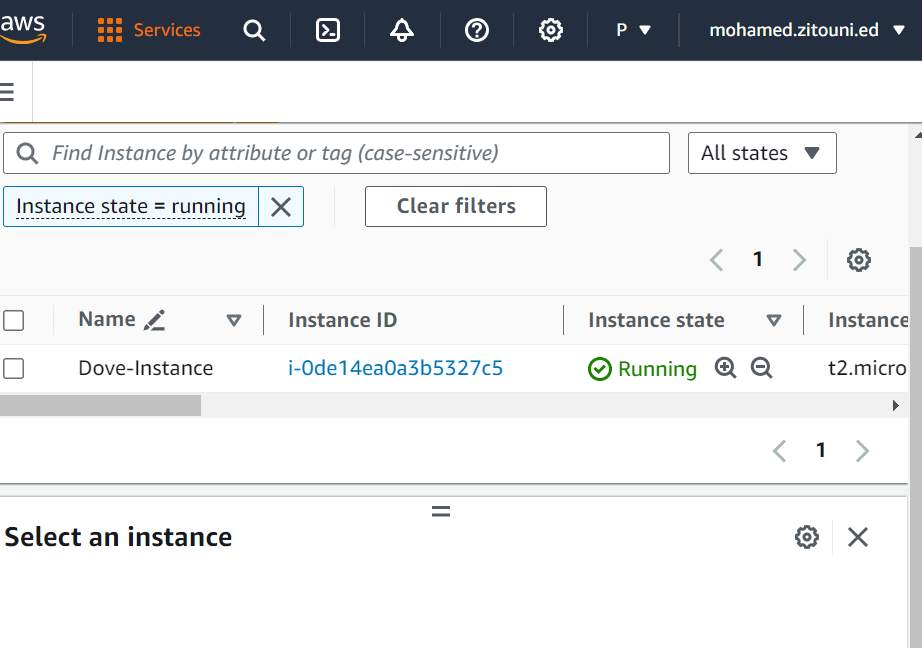 aws Services P mohamed.zitouni.ed
Find Instance by attribute or tag (case-sensitive) All states
Instance state = running Clear filters
1
Name Instance ID Instance state Instance
Dove-Instance i-0de14ea0a3b5327c5 Running t2.micro
1
Select an instance